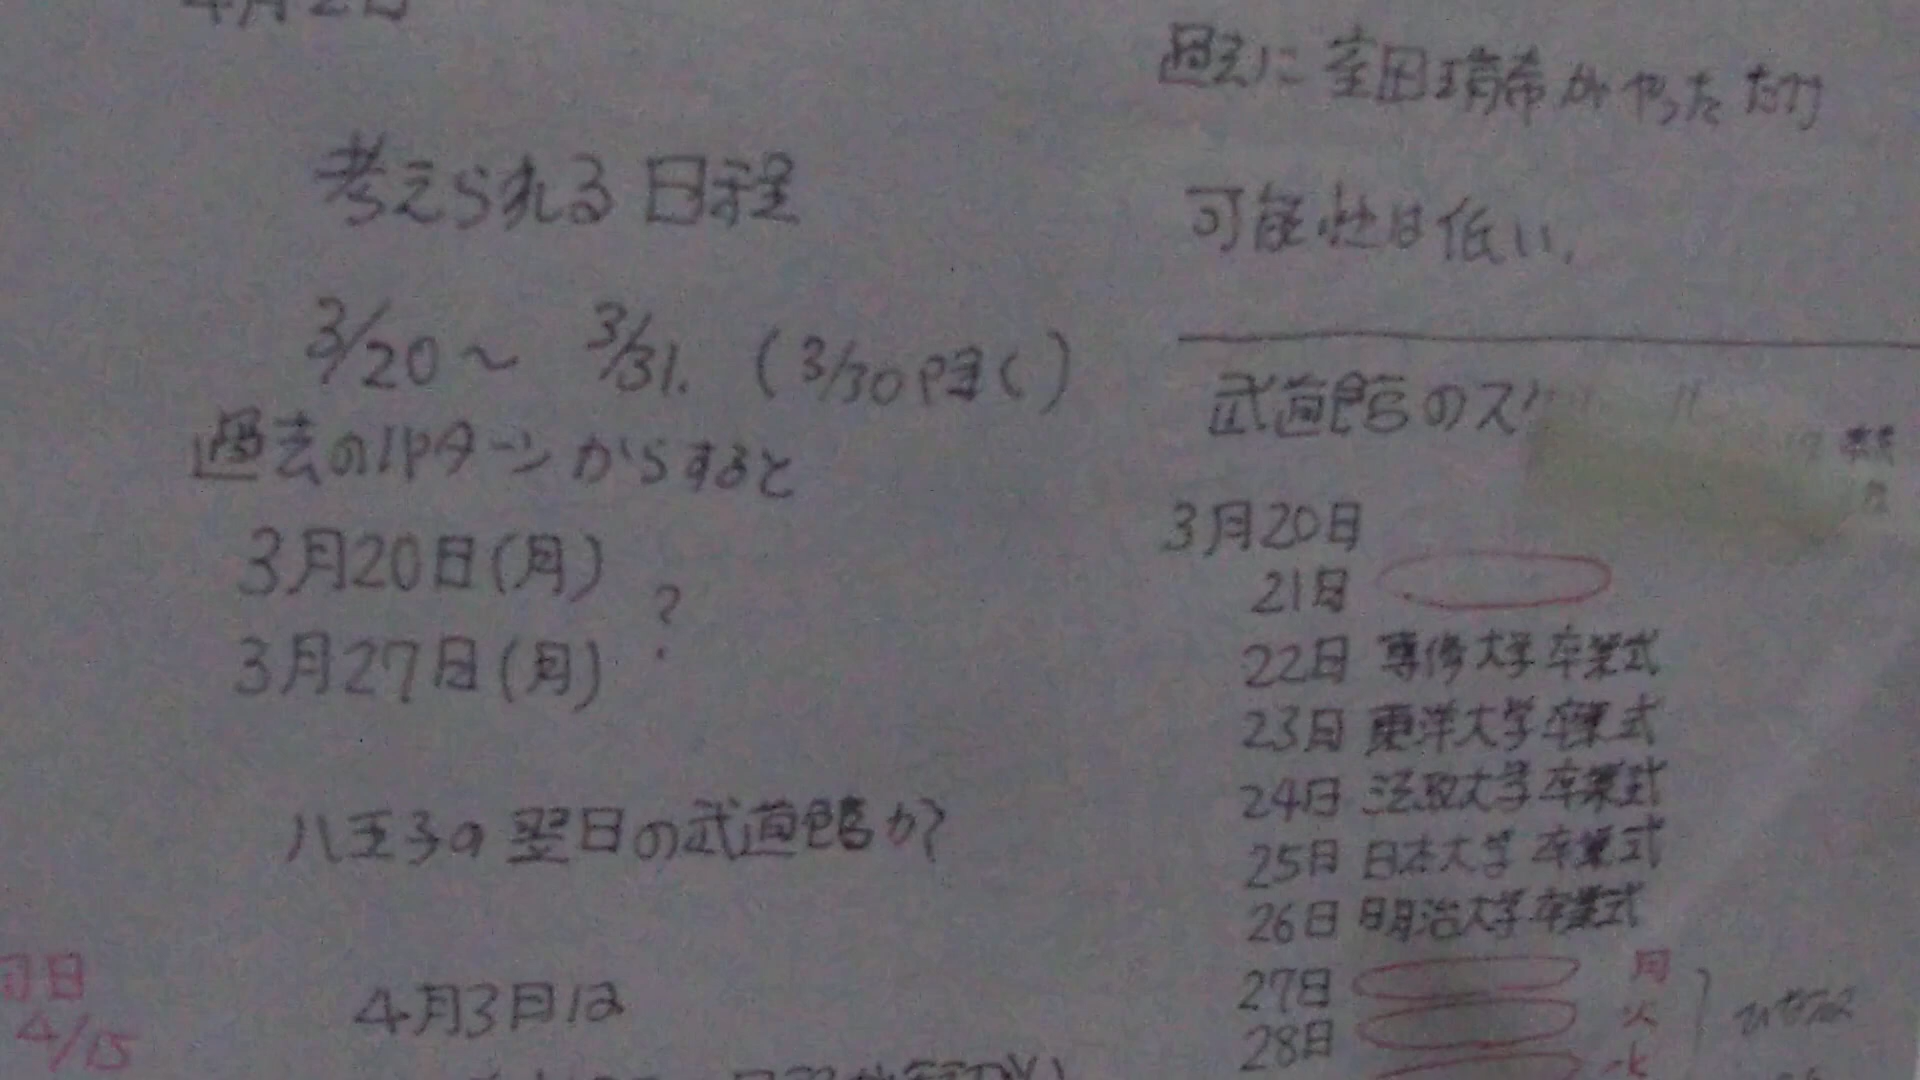 4月2日
考えられる日程
3/20～3/31.(3/30除く)
過去のパターンからすると
3月20日(月)
3月27日(月)
?
八王子の翌日の武道館か?
4月3日は
4/15
過去に室田瑞希がやっただけ
可能性は低い.
武道館のス
3月20日
21日
22日 専修大学卒業式
23日 東洋大学卒業式
24日 法政大学卒業式
25日 日本大学卒業式
26日 明治大学卒業式
27日 月
28日 火
水